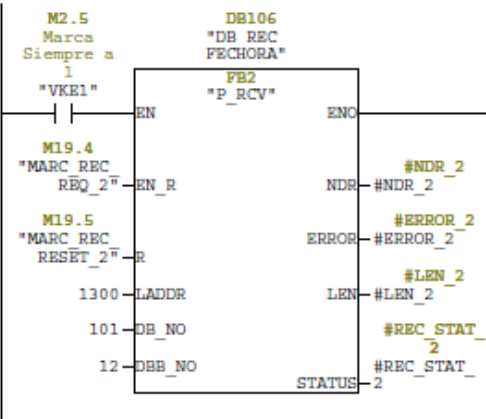 M2.5
Marca
Siempre a
1
"VKE1"
DB106
"DB REC
FECHORA"
FB2
"P_RCV"
EN
ENO
M19.4
"MARC_REC_
REQ_2"
EN_R
NDR
#NDR_2
#NDR_2
M19.5
"MARC_REC_
RESET_2"
R
ERROR
#ERROR_2
#ERROR_2
1300
LADDR
LEN
#LEN_2
#LEN_2
101
DB_NO
12
DBB_NO
STATUS
#REC_STAT_
2
#REC_STAT_
2